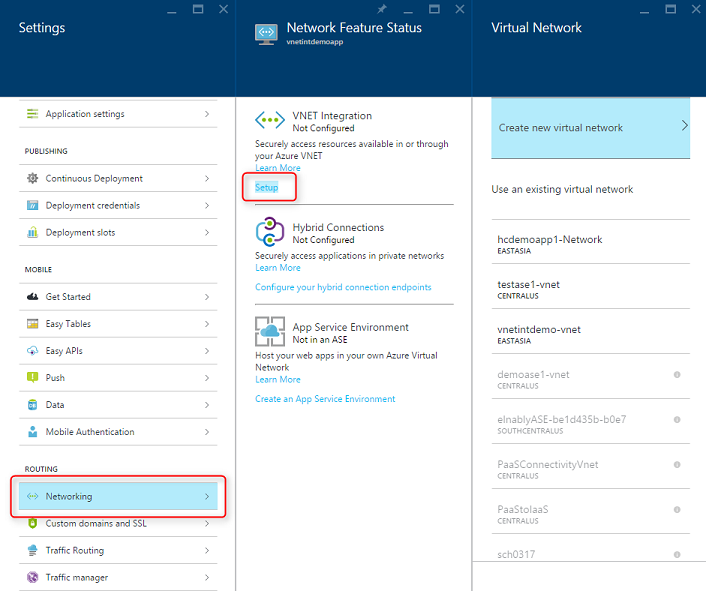 Settings
Application settings
PUBLISHING
Continuous Deployment
Deployment credentials
Deployment slots
MOBILE
Get Started
Easy Tables
Easy APIs
Push
Data
Mobile Authentication
ROUTING
Networking
Custom domains and SSL
Traffic Routing
Traffic manager
Network Feature Status
vnetintdemoapp
VNET Integration
Not Configured
Securely access resources available in or through
your Azure VNET
Learn More
Setup
Hybrid Connections
Not Configured
Securely access applications in private networks
Learn More
Configure your hybrid connection endpoints
App Service Environment
Not in an ASE
Host your web apps in your own Azure Virtual
Network
Learn More
Create an App Service Environment
Virtual Network
Create new virtual network
Use an existing virtual network
hcdemoapp1-Network
EASTASIA
testase1-vnet
CENTRALUS
vnetintdemo-vnet
EASTASIA
demoase1-vnet
CENTRALUS
elnablyASE-be1d435b-b0e7
SOUTHCENTRALUS
PaaSConnectivityVnet
CENTRALUS
PaaStoIaaS
CENTRALUS
sch0317